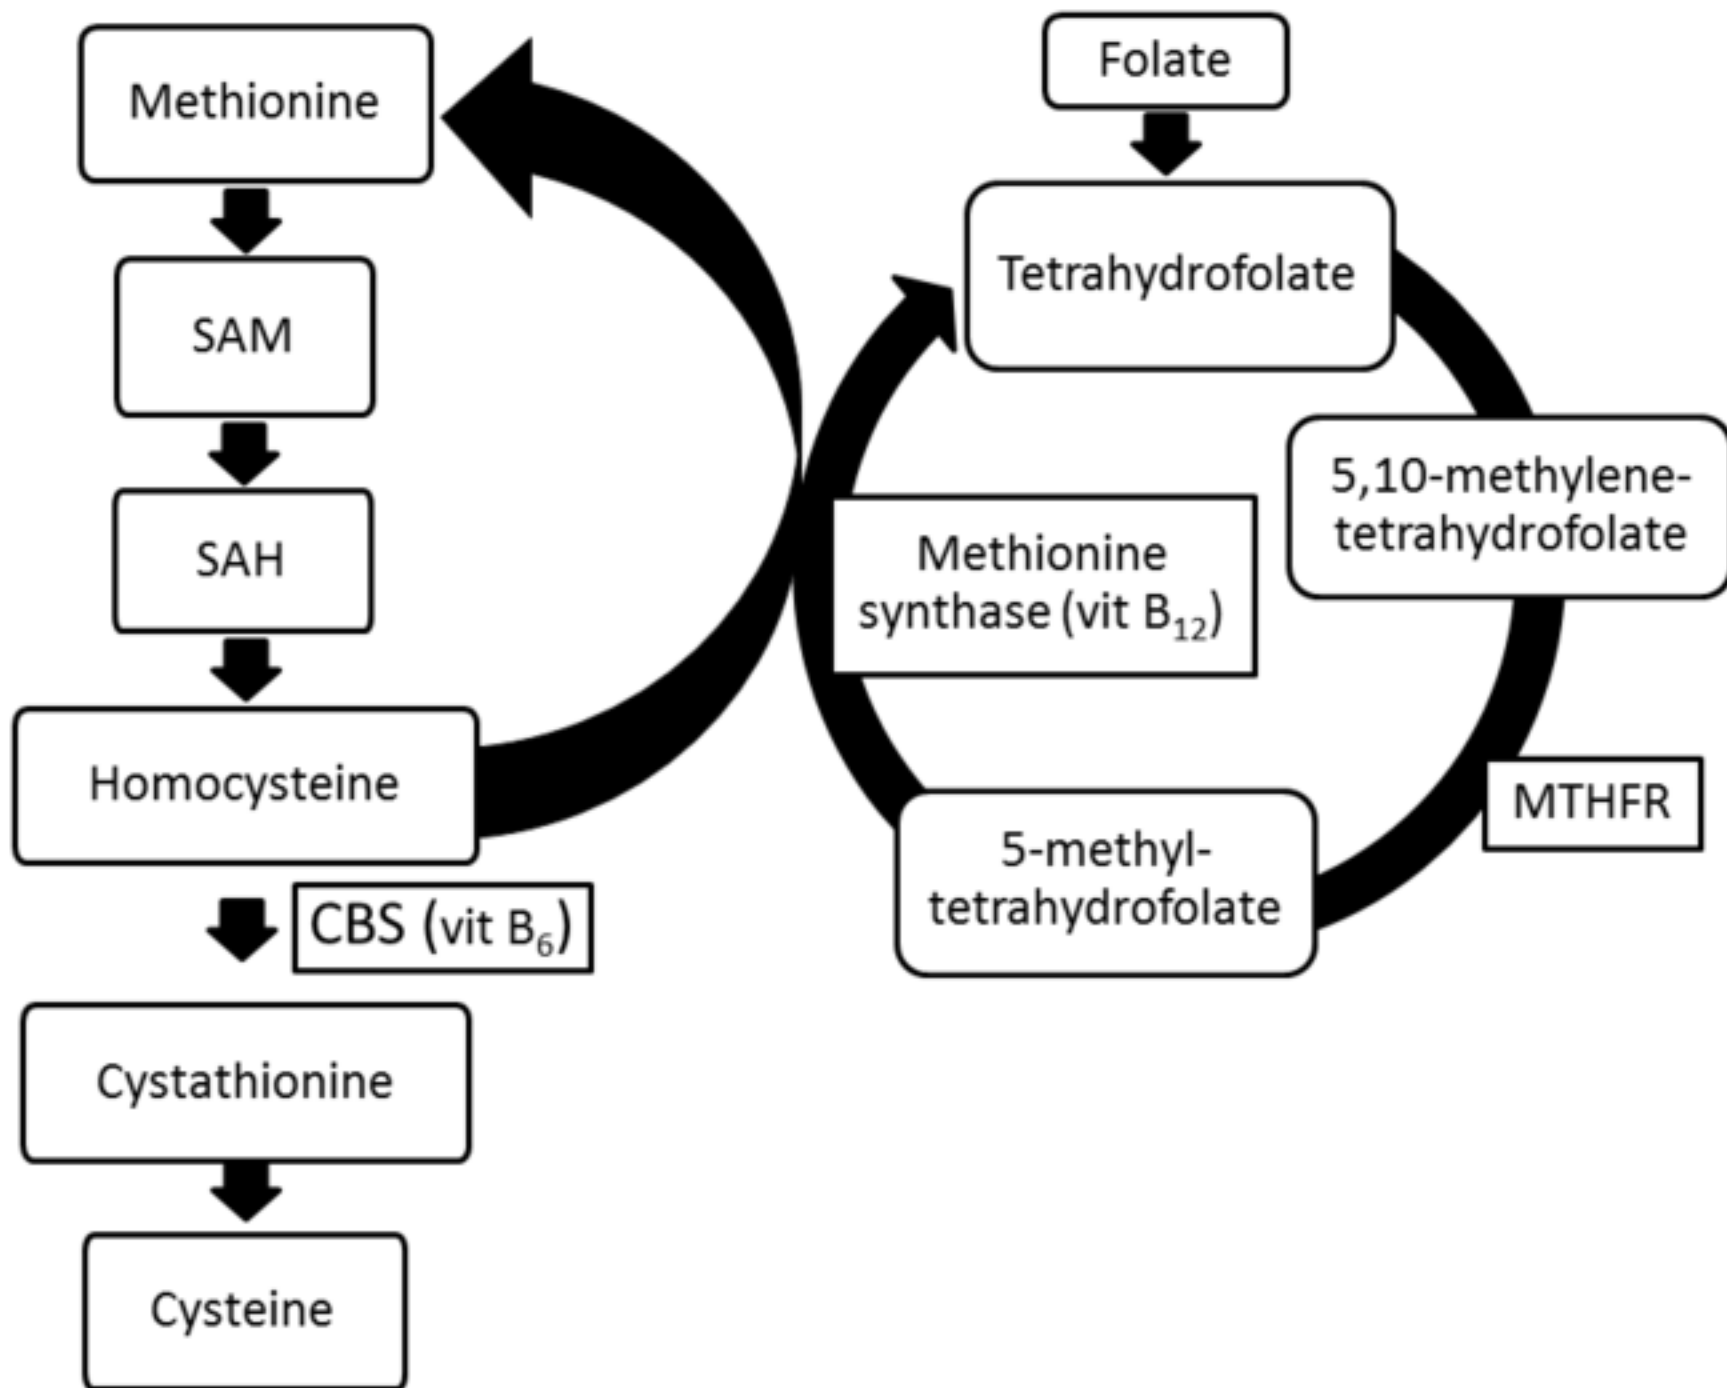 Methionine
SAM
SAH
Homocysteine
CBS (vit B₆)
Cystathionine
Cysteine
Folate
Tetrahydrofolate
5,10-methylene-
tetrahydrofolate
Methionine
synthase (vit B₁₂)
MTHFR
5-methyl-
tetrahydrofolate